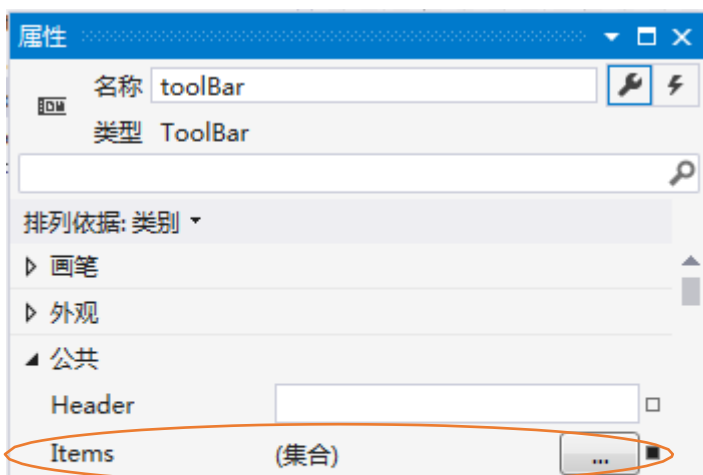 属性
名称 toolBar
类型 ToolBar
排列依据: 类别
画笔
外观
公共
Header
Items (集合) ...